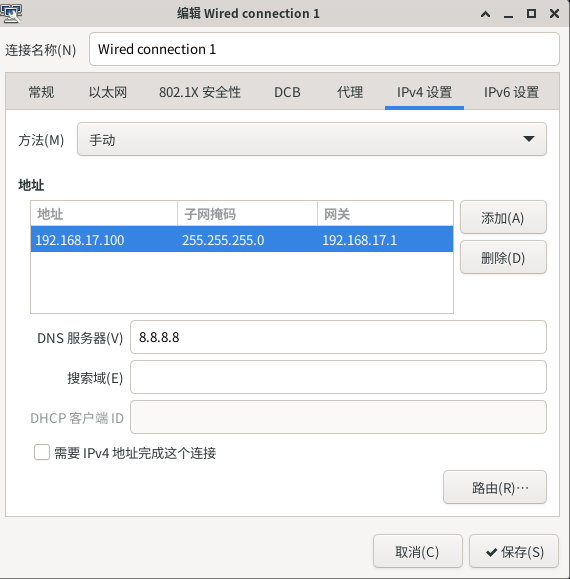 编辑 Wired connection 1
连接名称(N) Wired connection 1
常规 以太网 802.1X 安全性 DCB 代理 IPv4 设置 IPv6 设置
方法(M) 手动
地址
地址 子网掩码 网关 添加(A)
192.168.17.100 255.255.255.0 192.168.17.1
删除(D)
DNS 服务器(V) 8.8.8.8
搜索域(E)
DHCP 客户端 ID
需要 IPv4 地址完成这个连接
路由(R)…
取消(C) 保存(S)